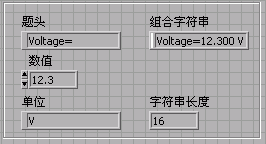 题头 组合字符串
Voltage= Voltage=12.300 V
数值
12.3
单位 字符串长度
V 16